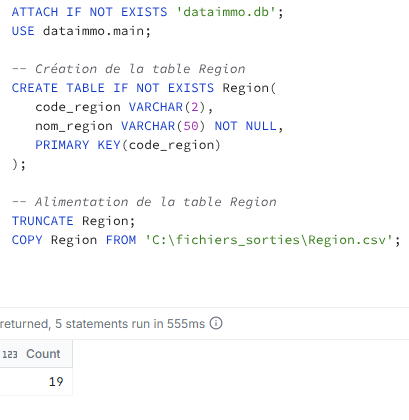 ATTACH IF NOT EXISTS 'dataimmo.db';
USE dataimmo.main;
-- Création de la table Region
CREATE TABLE IF NOT EXISTS Region(
code_region VARCHAR(2),
nom_region VARCHAR(50) NOT NULL,
PRIMARY KEY(code_region)
);
-- Alimentation de la table Region
TRUNCATE Region;
COPY Region FROM 'C:\fichiers_sorties\Region.csv';
returned, 5 statements run in 555ms
123 Count
19